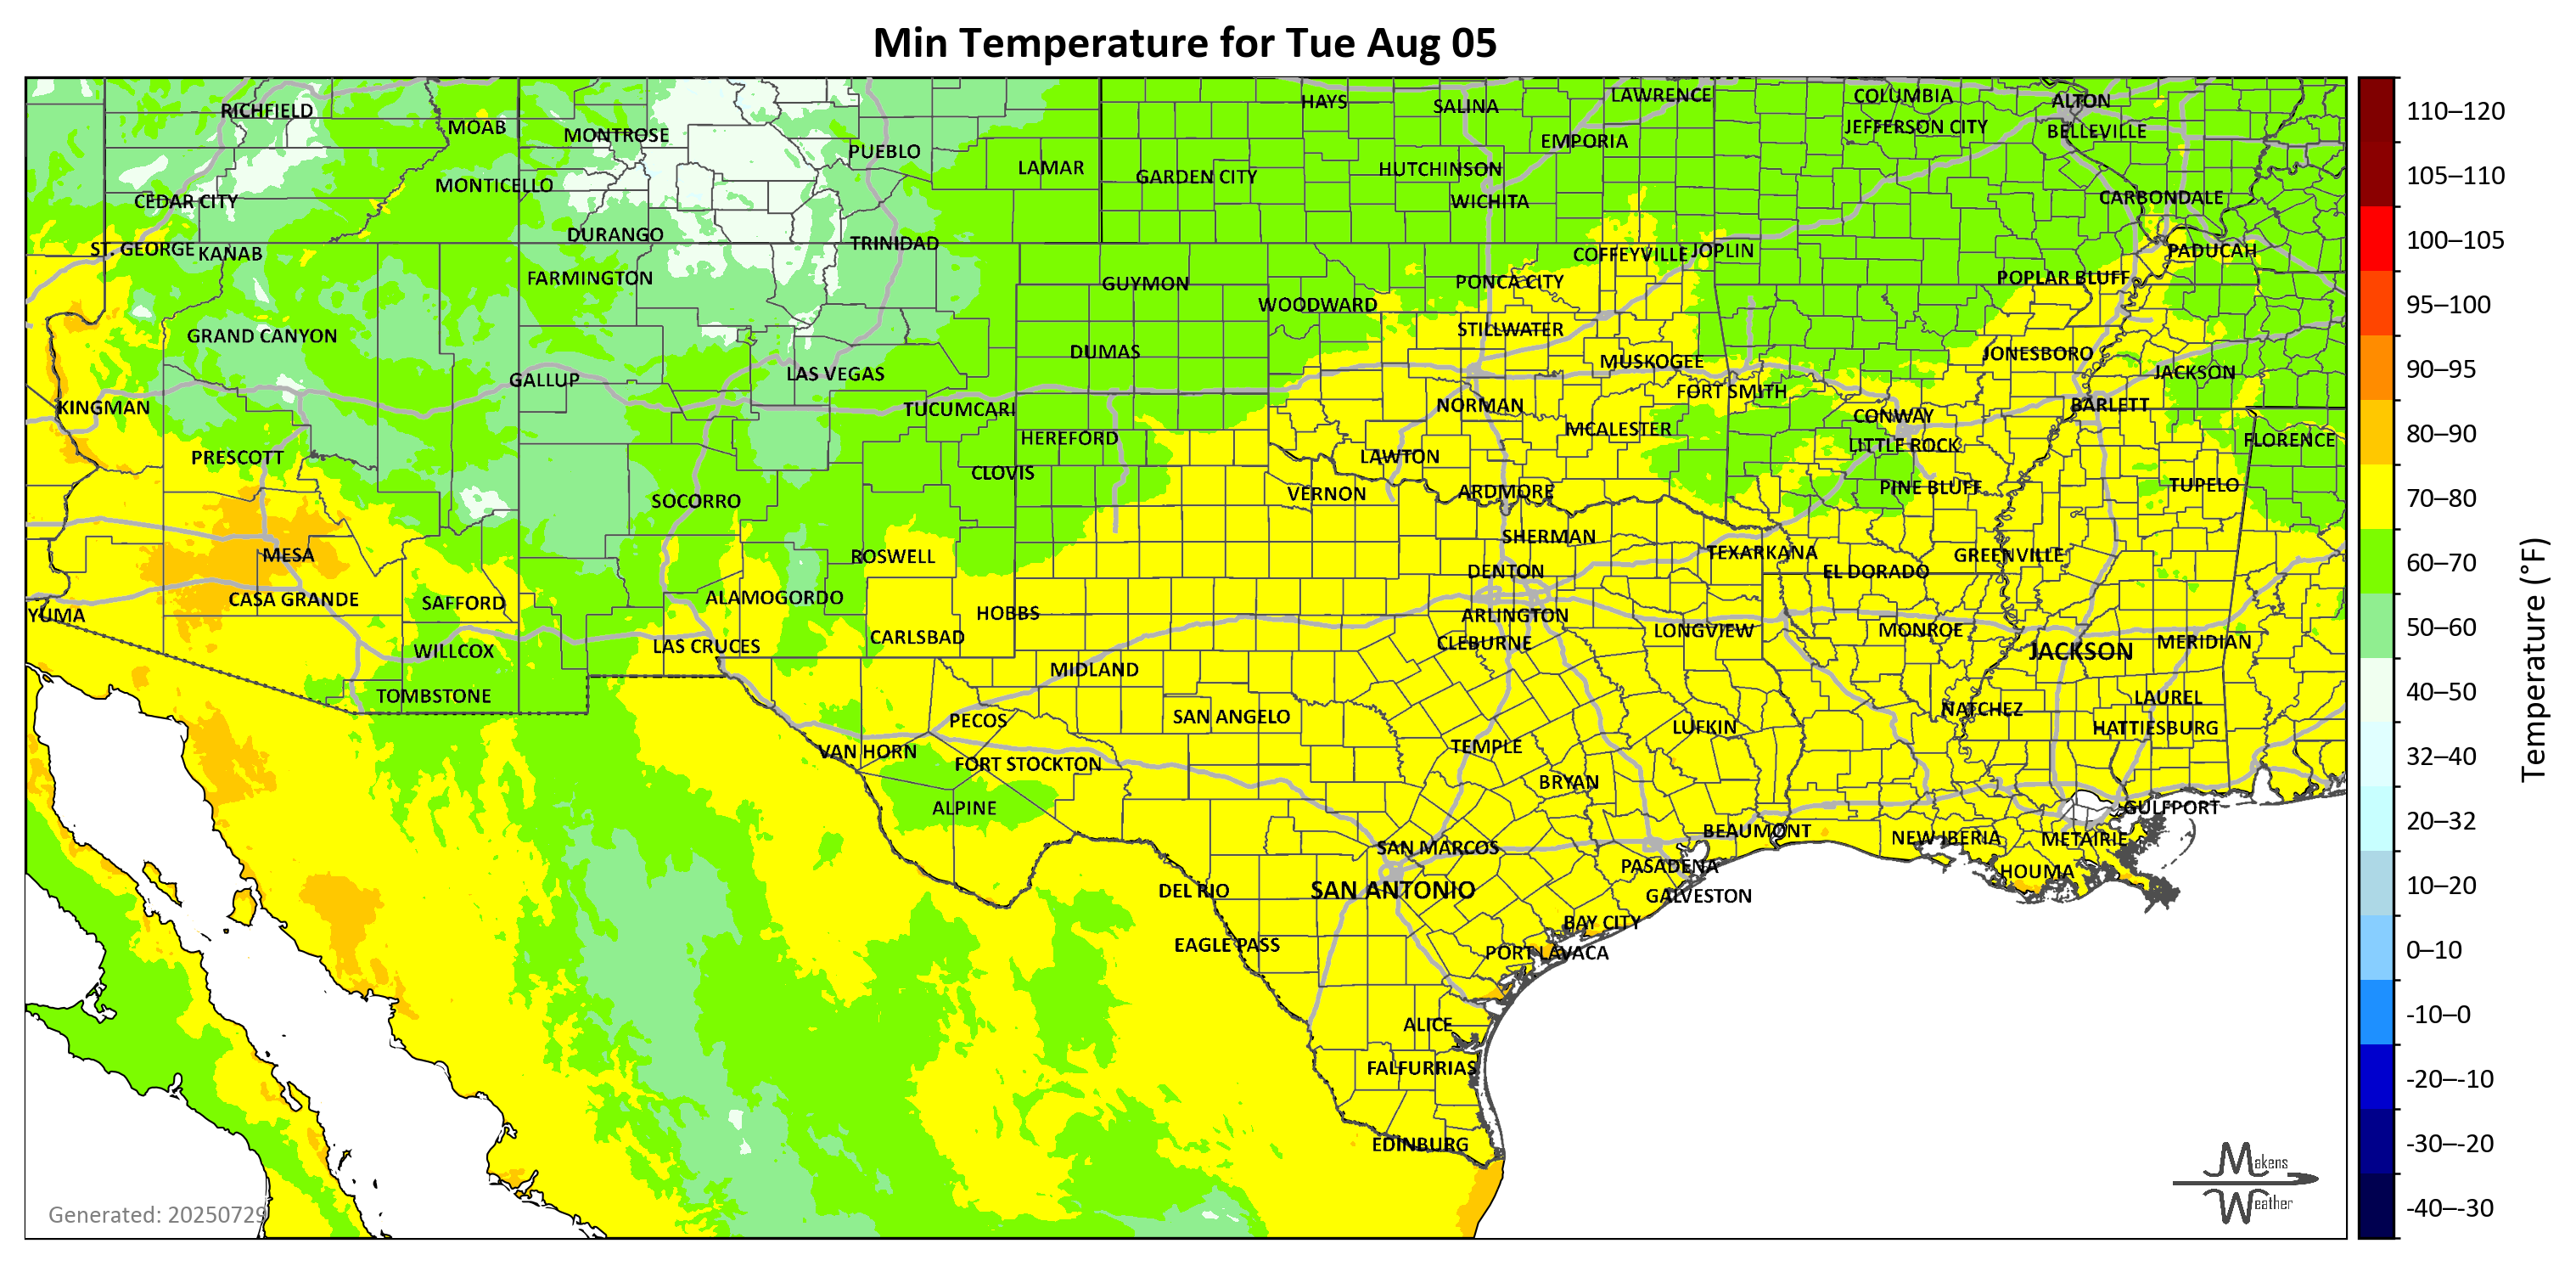 Min Temperature for Tue Aug 05
RICHFIELD
MOAB
MONTROSE
PUEBLO
LAMAR
HAYS
SALINA
LAWRENCE
COLUMBIA
ALTON
JEFFERSON CITY
BELLEVILLE
EMPORIA
GARDEN CITY
HUTCHINSON
MONTICELLO
CEDAR CITY
WICHITA
CARBONDALE
DURANGO
TRINIDAD
ST. GEORGE
KANAB
COFFEYVILLE
JOPLIN
PADUCAH
FARMINGTON
GUYMON
PONCA CITY
POPLAR BLUFF
WOODWARD
GRAND CANYON
STILLWATER
DUMAS
MUSKOGEE
JONESBORO
GALLUP
LAS VEGAS
JACKSON
FORT SMITH
KINGMAN
TUCUMCARI
NORMAN
CONWAY
BARLETT
HEREFORD
MCALESTER
LITTLE ROCK
FLORENCE
PRESCOTT
CLOVIS
LAWTON
SOCORRO
VERNON
ARDMORE
PINE BLUFF
TUPELO
MESA
ROSWELL
SHERMAN
TEXARKANA
GREENVILLE
DENTON
EL DORADO
YUMA
CASA GRANDE
SAFFORD
ALAMOGORDO
HOBBS
ARLINGTON
WILLCOX
LAS CRUCES
CARLSBAD
CLEBURNE
LONGVIEW
MONROE
JACKSON
MERIDIAN
MIDLAND
TOMBSTONE
PECOS
SAN ANGELO
LAUREL
NATCHEZ
HATTIESBURG
VAN HORN
FORT STOCKTON
TEMPLE
LUFKIN
ALPINE
BRYAN
GULFPORT
BEAUMONT
NEW IBERIA
METAIRIE
SAN MARCOS
PASADENA
HOUMA
DEL RIO
SAN ANTONIO
GALVESTON
BAY CITY
EAGLE PASS
PORT LAVACA
ALICE
FALFURRIAS
EDINBURG
Generated: 20250729
Makens
Weather
110–120
105–110
100–105
95–100
90–95
80–90
70–80
60–70
50–60
40–50
32–40
20–32
10–20
0–10
-10–0
-20–-10
-30–-20
-40–-30
Temperature (°F)